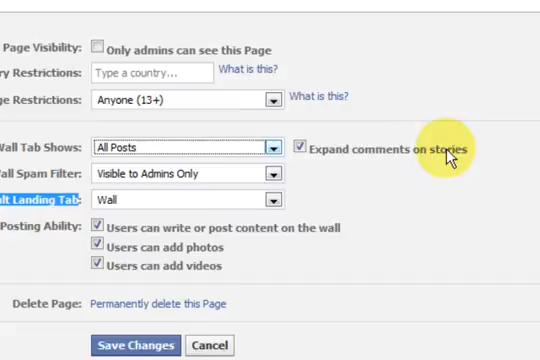 Page Visibility: Only admins can see this Page
ry Restrictions: Type a country... What is this?
ge Restrictions: Anyone (13+) What is this?
Wall Tab Shows: All Posts Expand comments on stories
Wall Spam Filter: Visible to Admins Only
ult Landing Tab: Wall
Posting Ability: Users can write or post content on the wall
Users can add photos
Users can add videos
Delete Page: Permanently delete this Page
Save Changes Cancel